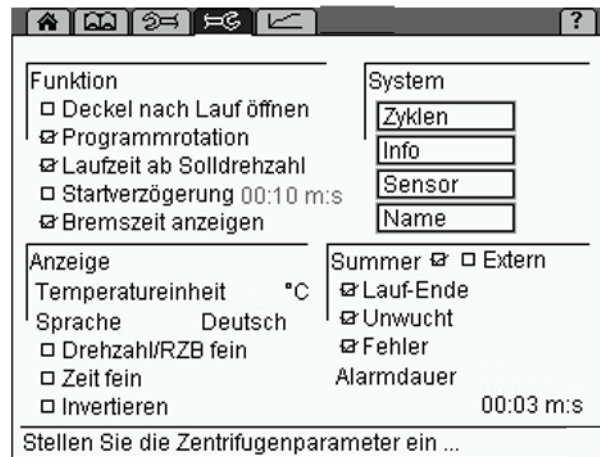 ?
Funktion
Deckel nach Lauf öffnen
Programmrotation
Laufzeit ab Solldrehzahl
Startverzögerung 00:10 m:s
Bremszeit anzeigen
System
Zyklen
Info
Sensor
Name
Anzeige
Temperatureinheit °C
Sprache Deutsch
Drehzahl/RZB fein
Zeit fein
Invertieren
Summer Extern
Lauf-Ende
Unwucht
Fehler
Alarmdauer
00:03 m:s
Stellen Sie die Zentrifugenparameter ein ...